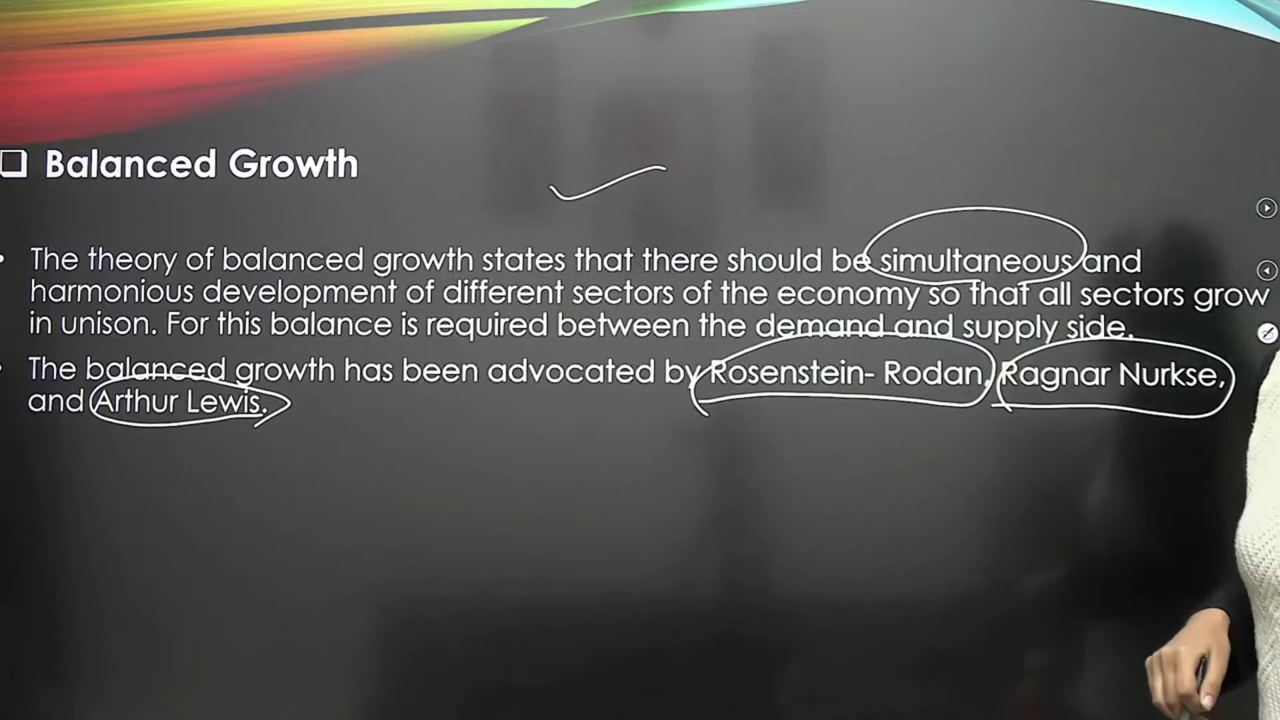 ❑ Balanced Growth
• The theory of balanced growth states that there should be simultaneous and
harmonious development of different sectors of the economy so that all sectors grow
in unison. For this balance is required between the demand and supply side.
• The balanced growth has been advocated by Rosenstein- Rodan, Ragnar Nurkse,
and Arthur Lewis.